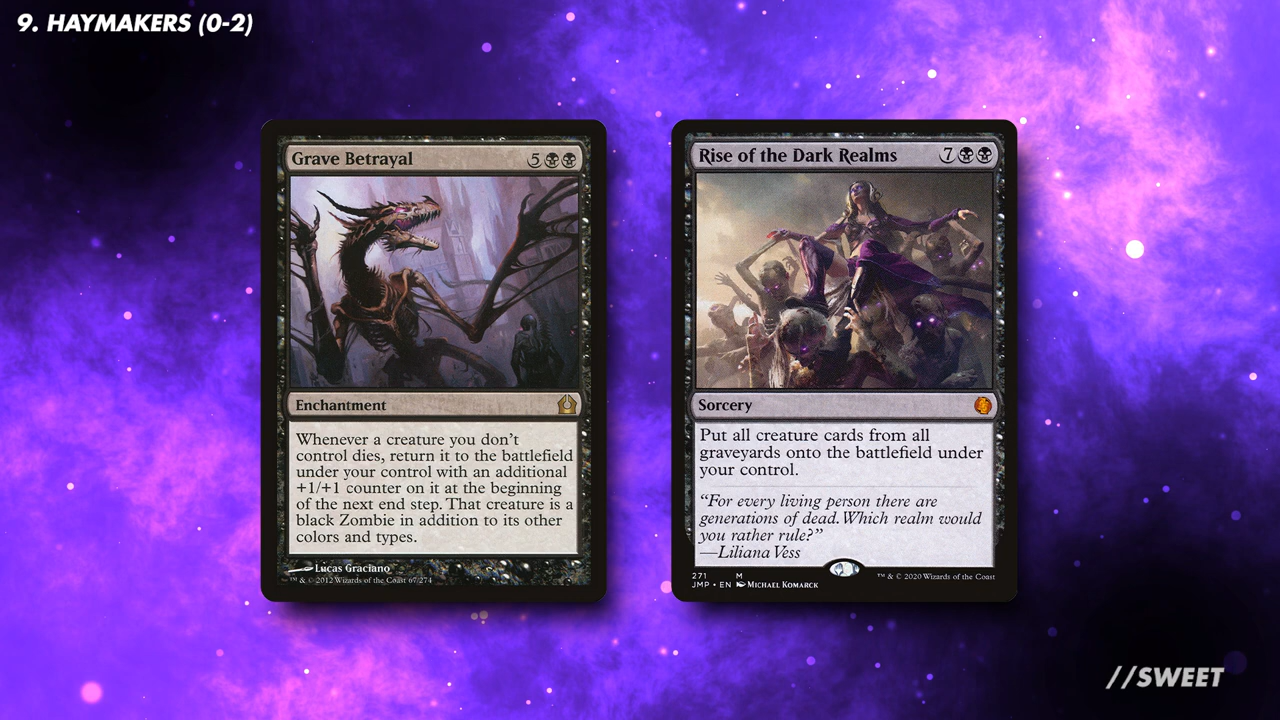 9. HAYMAKERS (0-2)
Grave Betrayal 5
Enchantment
Whenever a creature you don't
control dies, return it to the battlefield
under your control with an additional
+1/+1 counter on it at the beginning
of the next end step. That creature is a
black Zombie in addition to its other
colors and types.
Lucas Graciano
™ & © 2012 Wizards of the Coast 67/274
Rise of the Dark Realms 7
Sorcery
Put all creature cards from all
graveyards onto the battlefield under
your control.
“For every living person there are
generations of dead. Which realm would
you rather rule?”
—Liliana Vess
271 M
JMP • EN Michael Komarck
™ & © 2020 Wizards of the Coast
//SWEET